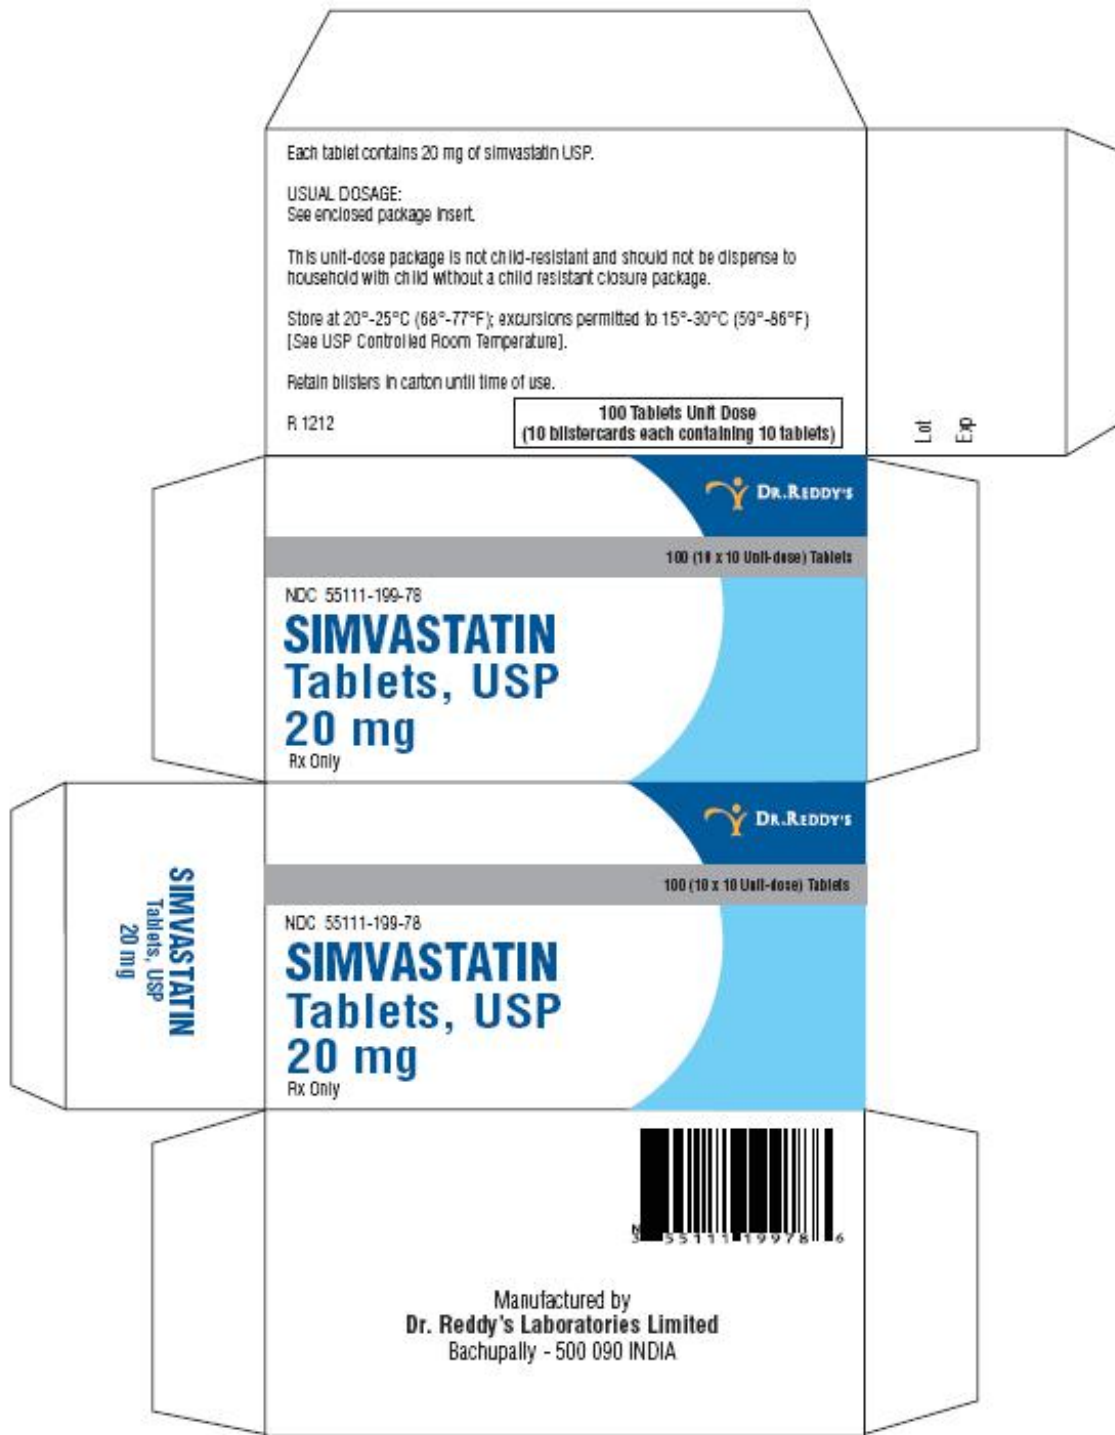 Each tablet contains 20 mg of simvastatin USP.
USUAL DOSAGE:
See enclosed package insert.
This unit-dose package is not child-resistant and should not be dispense to
household with child without a child resistant closure package.
Store at 20°-25°C (68°-77°F); excursions permitted to 15°-30°C (59°-86°F)
[See USP Controlled Room Temperature].
Retain blisters in carton until time of use.
R 1212
100 Tablets Unit Dose
(10 blistercards each containing 10 tablets)
Lot
Exp
DR.REDDY'S
100 (10 x 10 Unit-dose) Tablets
NDC 55111-199-78
SIMVASTATIN
Tablets, USP
20 mg
Rx Only
SIMVASTATIN
Tablets, USP
20 mg
DR.REDDY'S
100 (10 x 10 Unit-dose) Tablets
NDC 55111-199-78
SIMVASTATIN
Tablets, USP
20 mg
Rx Only
N
3 55111 19978 6
Manufactured by
Dr. Reddy's Laboratories Limited
Bachupally - 500 090 INDIA